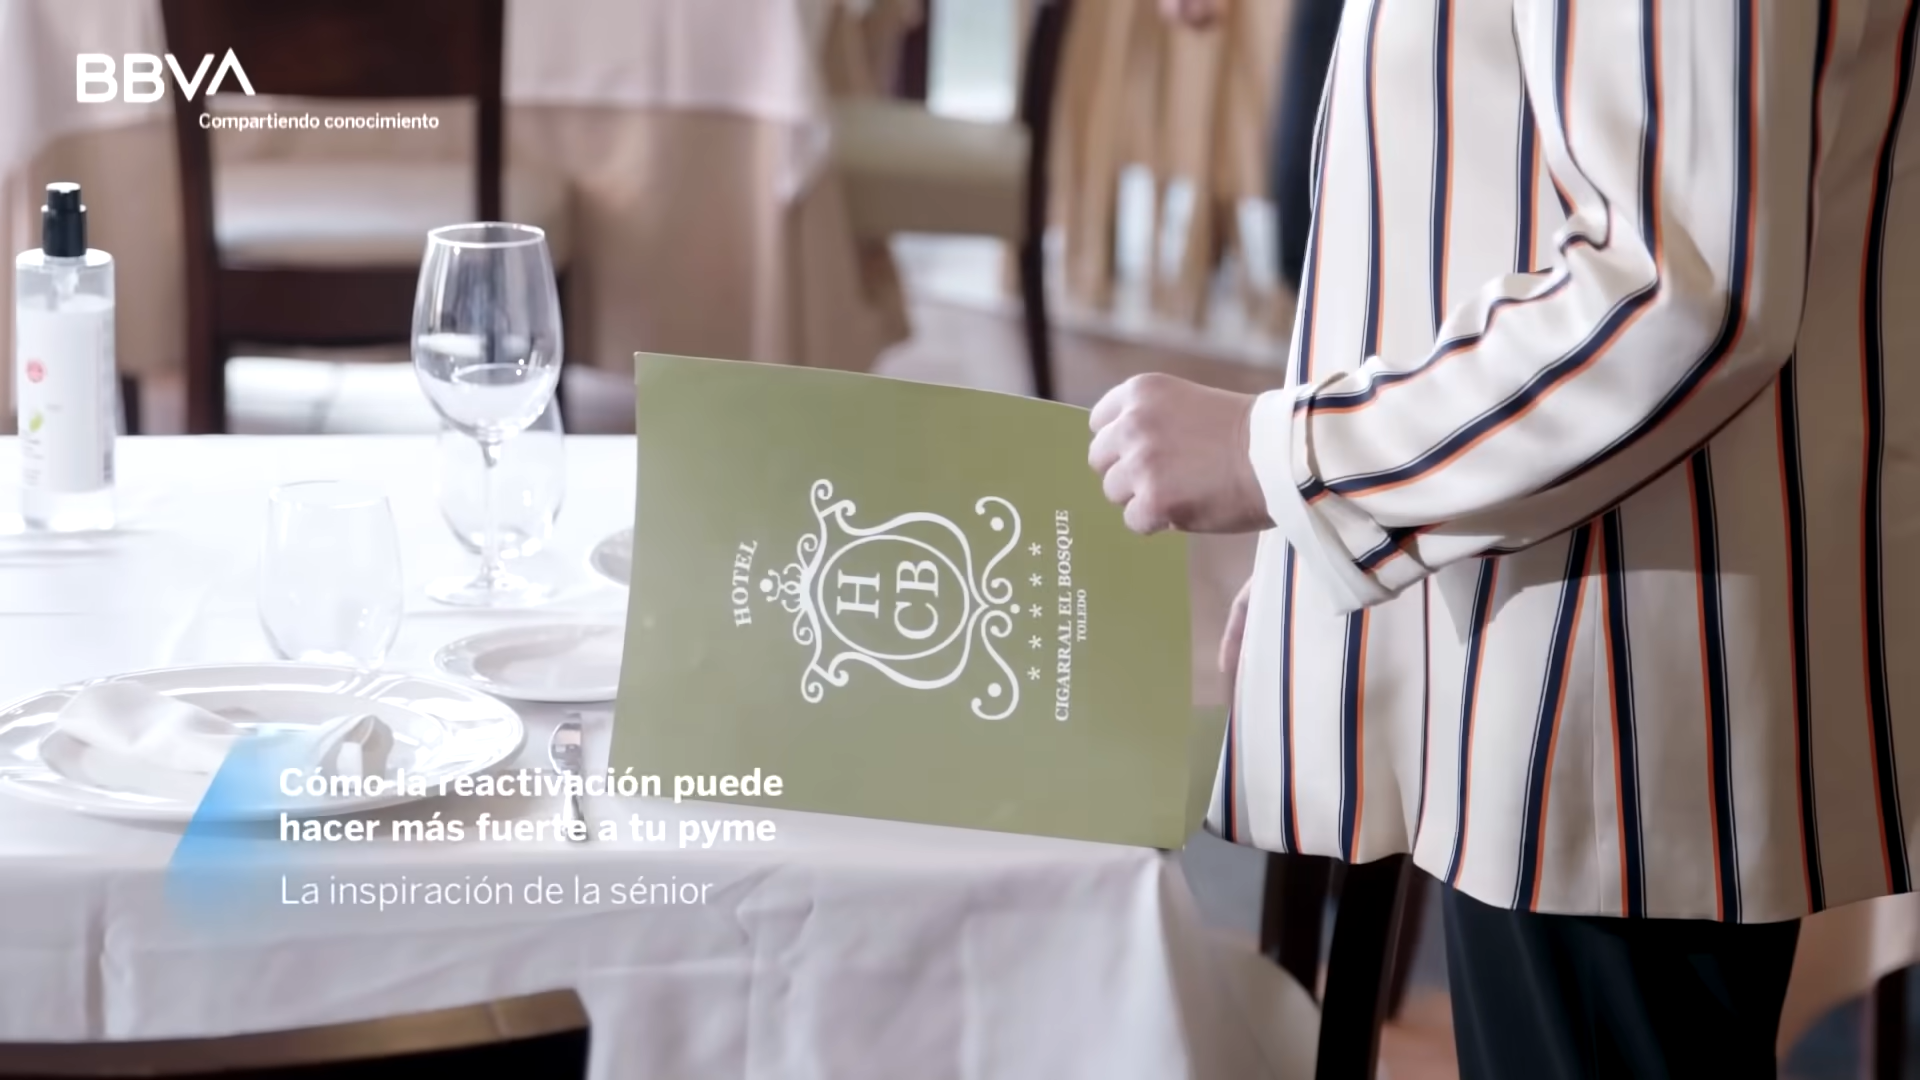 BBVA
Compartiendo conocimiento
HOTEL
H
CB
* * * * *
CIGARRAL EL BOSQUE
TOLEDO
Cómo la reactivación puede
hacer más fuerte a tu pyme
La inspiración de la sénior